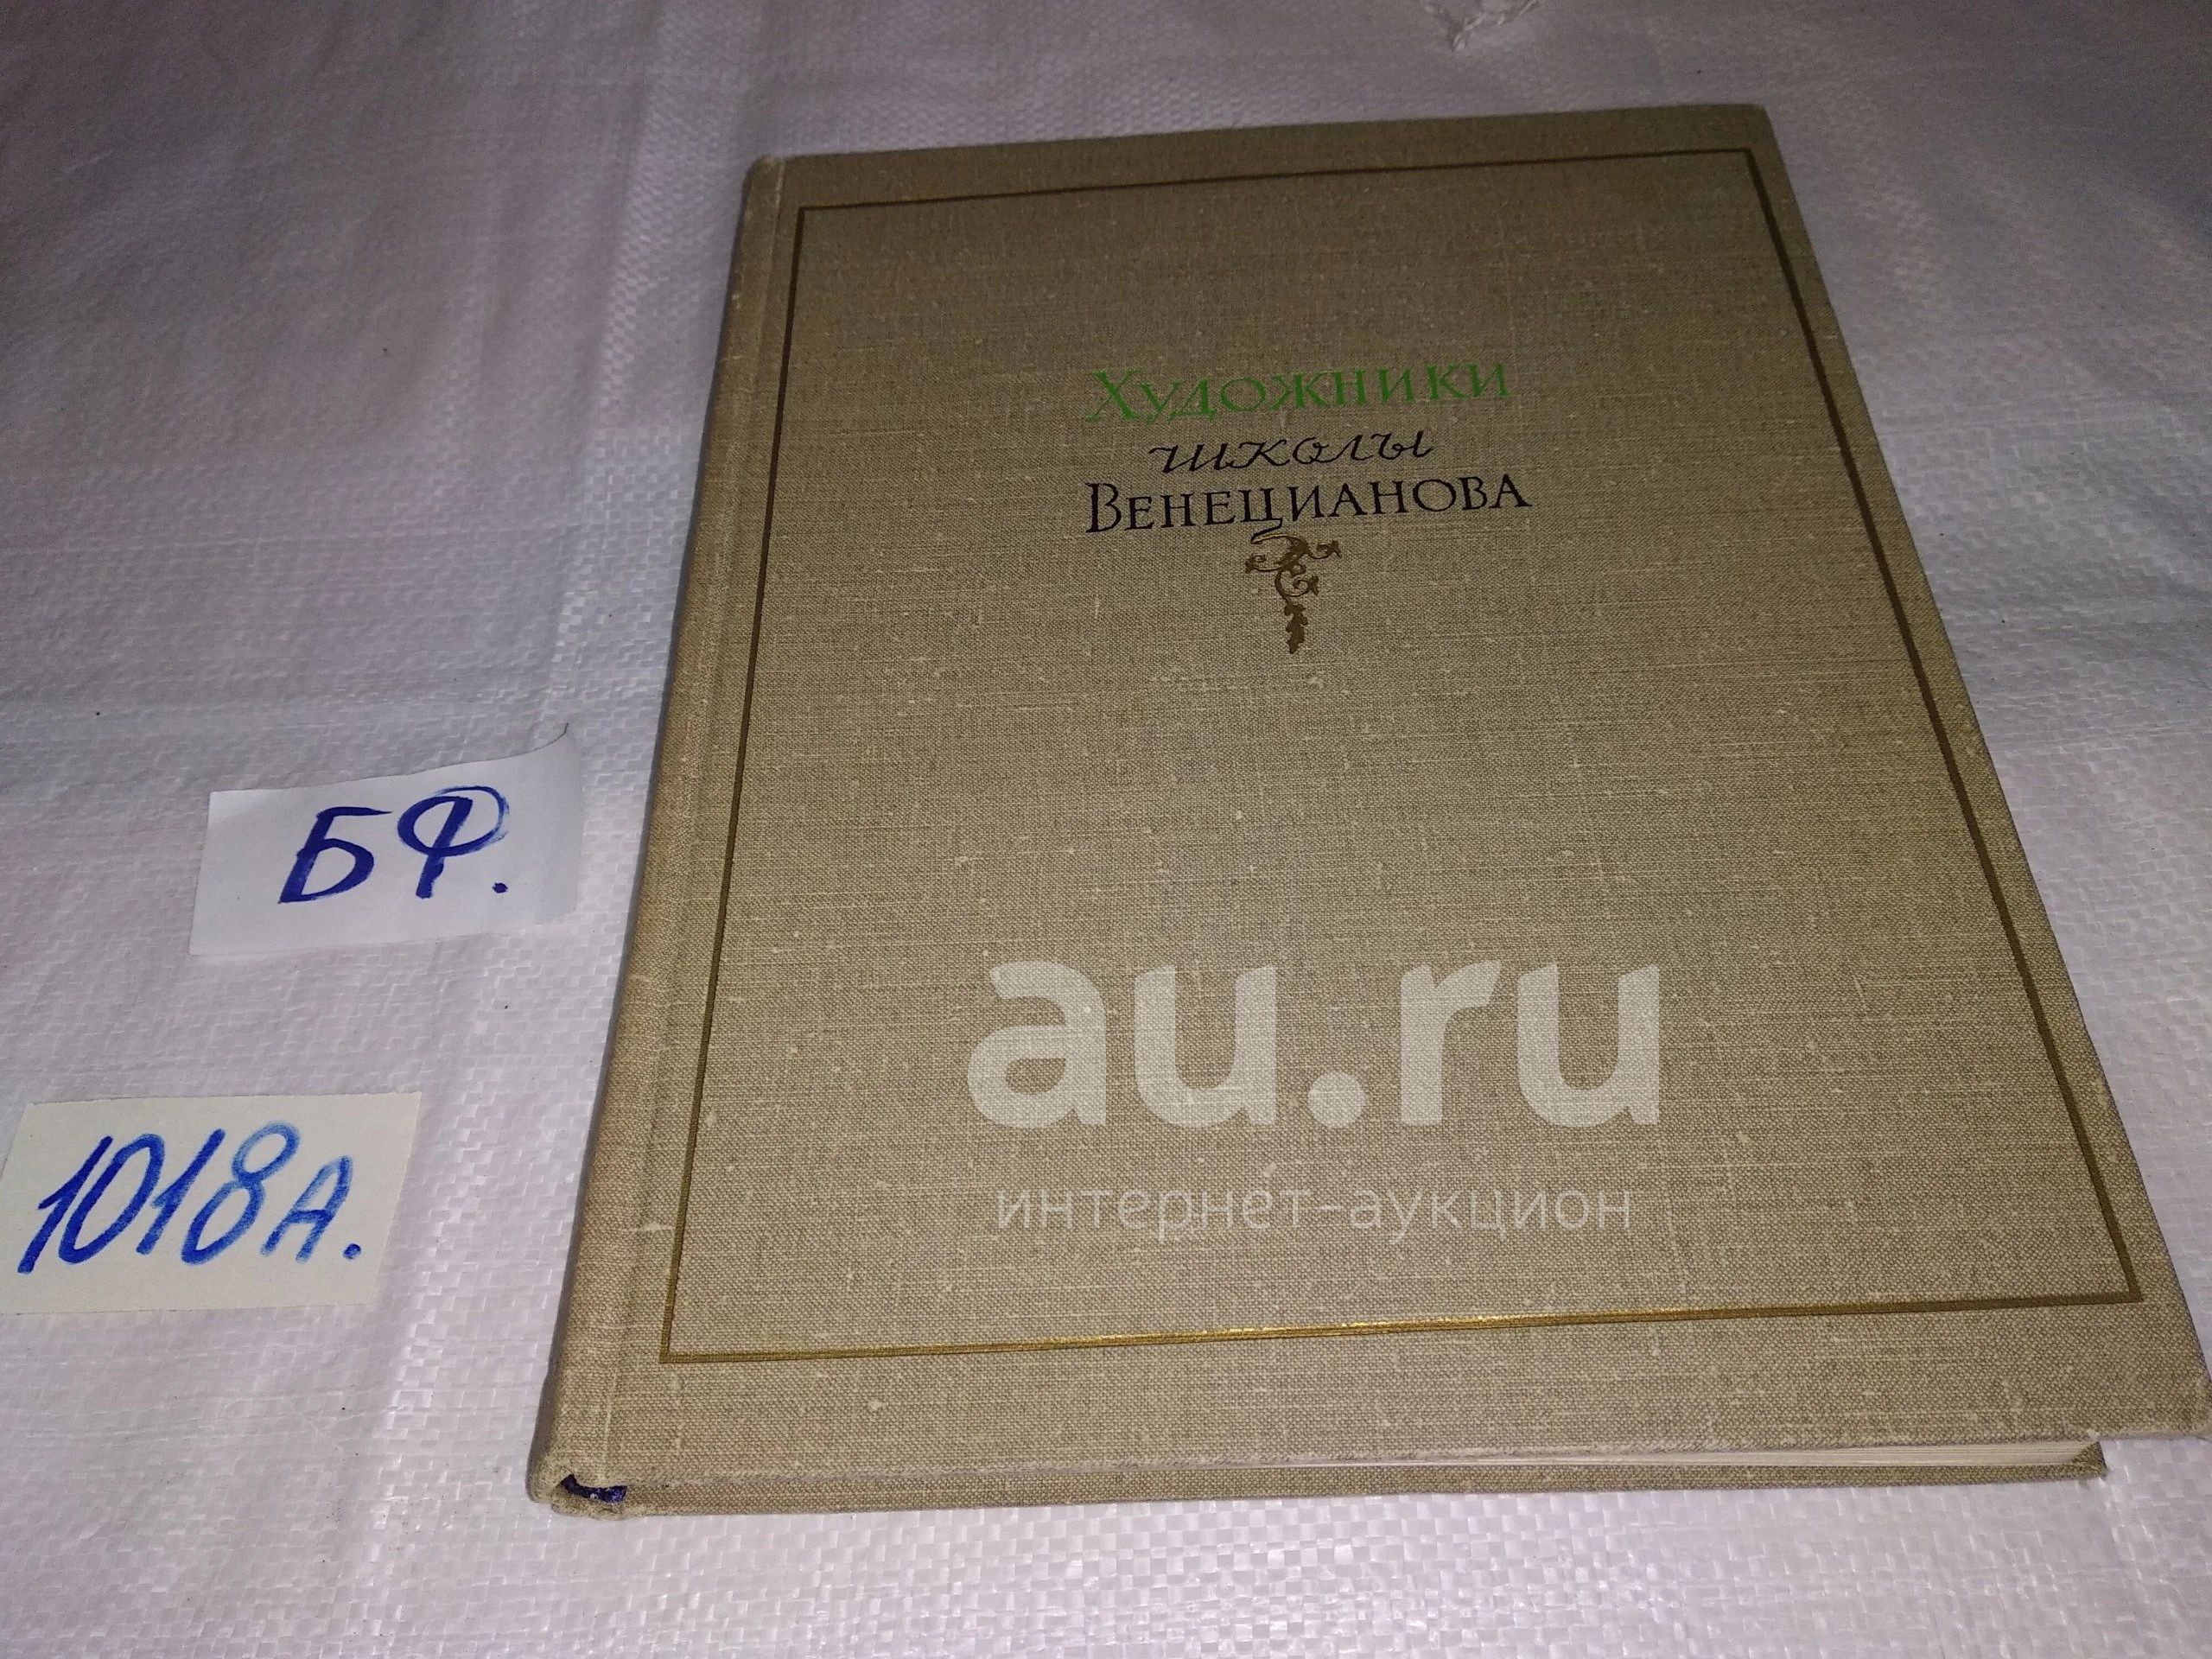 Художники
школы
Венецианова
БФ.
1018А.
au.ru
интернет-аукцион